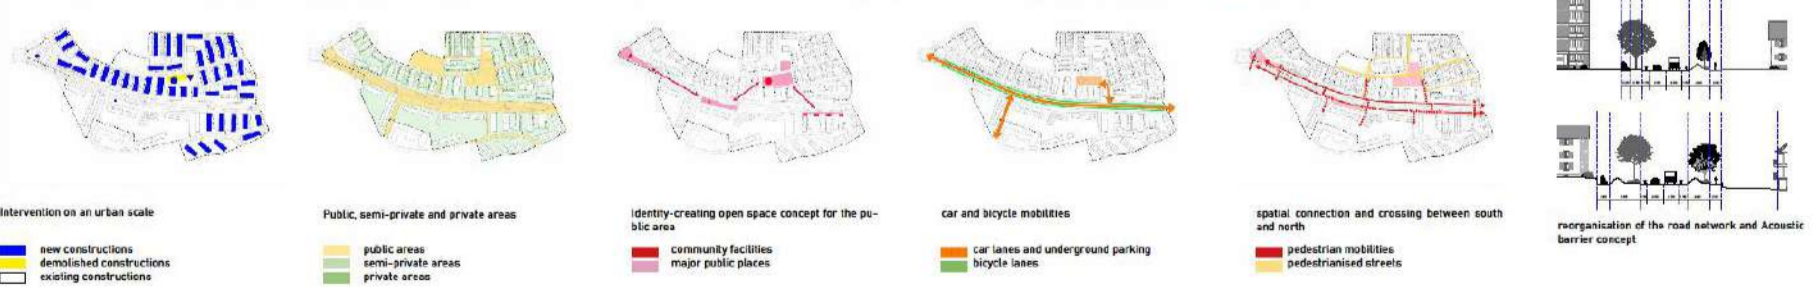 Intervention on an urban scale
new constructions
demolished constructions
existing constructions
Public, semi-private and private areas
public areas
semi-private areas
private areas
Identity-creating open space concept for the pu-
blic area
community facilities
major public places
car and bicycle mobilities
car lanes and underground parking
bicycle lanes
spatial connection and crossing between south
and north
pedestrian mobilities
pedestrianised streets
reorganisation of the road network and Acoustic
barrier concept